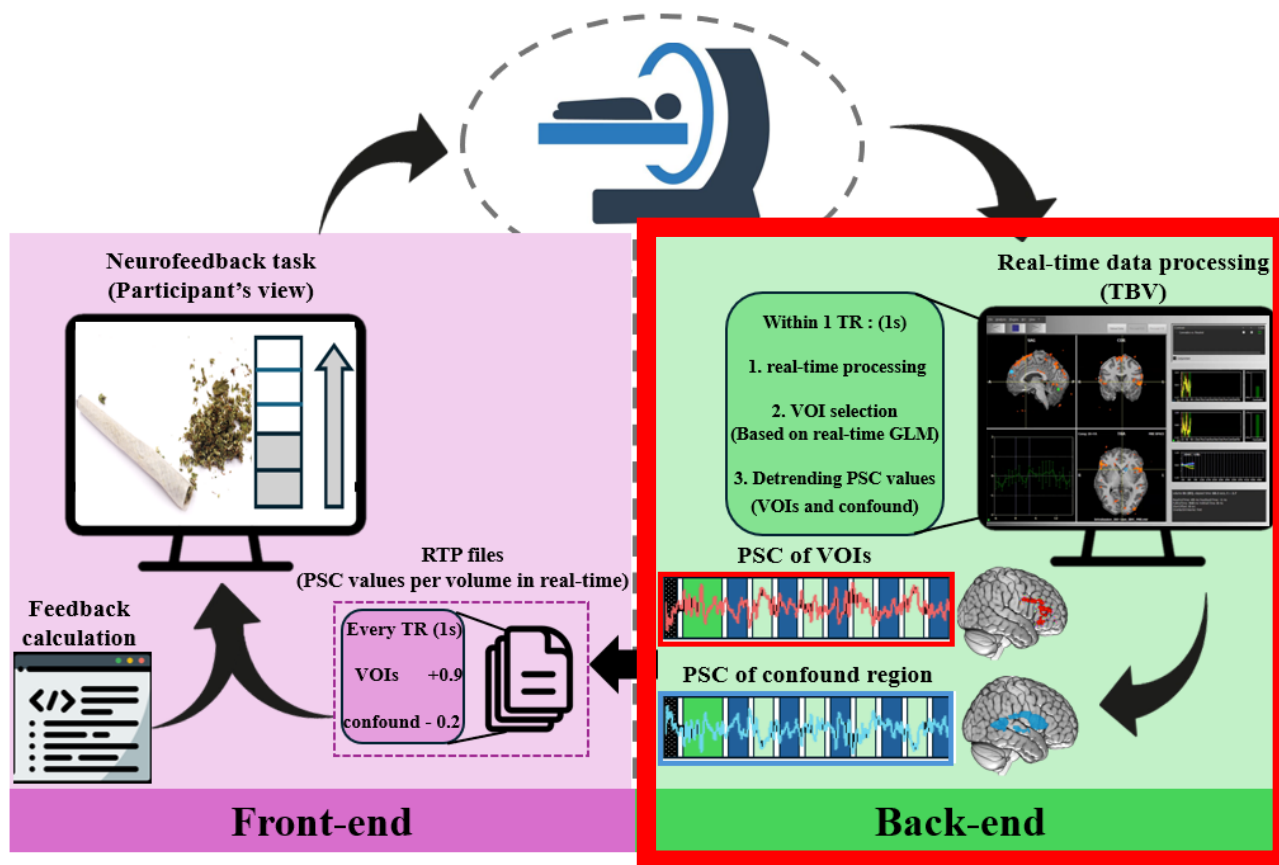 Neurofeedback task
(Participant's view)
RTP files
(PSC values per volume in real-time)
Feedback
calculation
Every TR (1s)
VOIs +0.9
confound - 0.2
Front-end
Real-time data processing
(TBV)
Within 1 TR : (1s)
1. real-time processing
2. VOI selection
(Based on real-time GLM)
3. Detrending PSC values
(VOIs and confound)
PSC of VOIs
PSC of confound region
Back-end